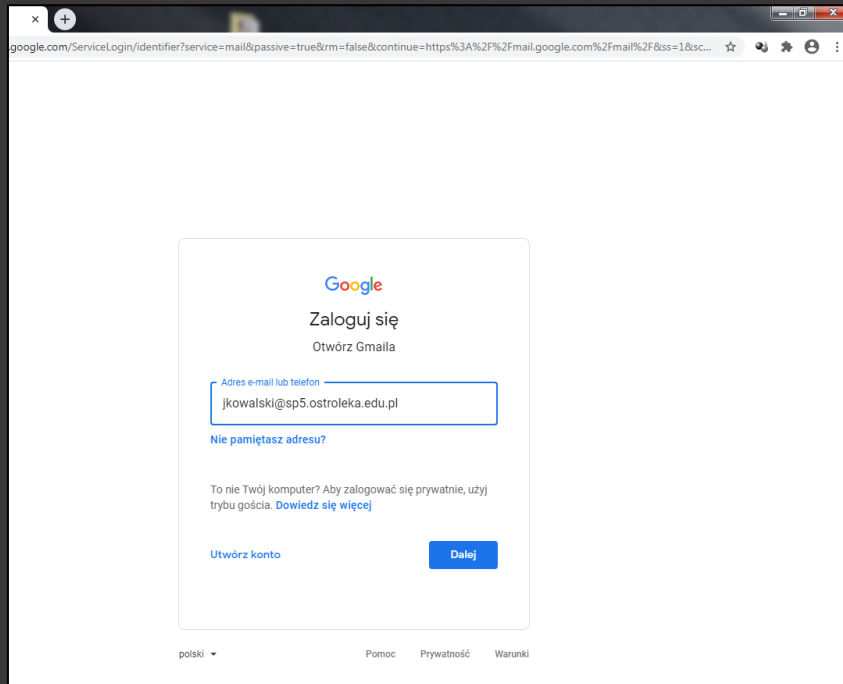 .google.com/ServiceLogin/identifier?service=mail&passive=true&rm=false&continue=https%3A%2F%2Fmail.google.com%2Fmail%2F&ss=1&sc...
Google
Zaloguj się
Otwórz Gmaila
Adres e-mail lub telefon
jkowalski@sp5.ostroleka.edu.pl
Nie pamiętasz adresu?
To nie Twój komputer? Aby zalogować się prywatnie, użyj
trybu gościa. Dowiedz się więcej
Utwórz konto Dalej
polski Pomoc Prywatność Warunki